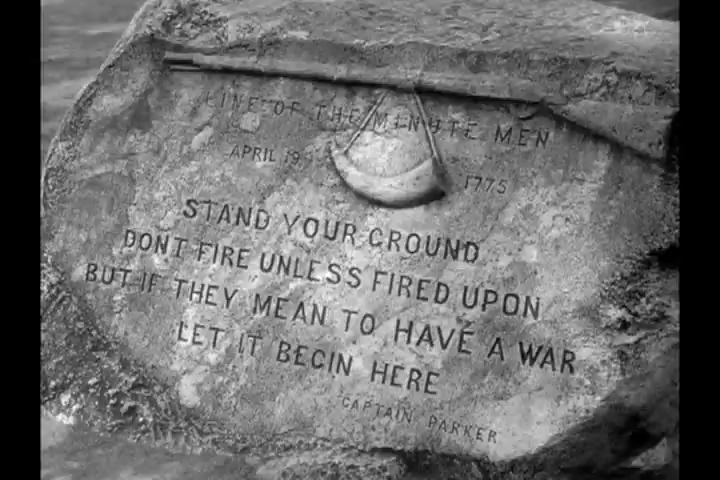 LINE OF THE MINUTE MEN
APRIL 19 1775
STAND YOUR GROUND
DONT FIRE UNLESS FIRED UPON
BUT IF THEY MEAN TO HAVE A WAR
LET IT BEGIN HERE
CAPTAIN PARKER